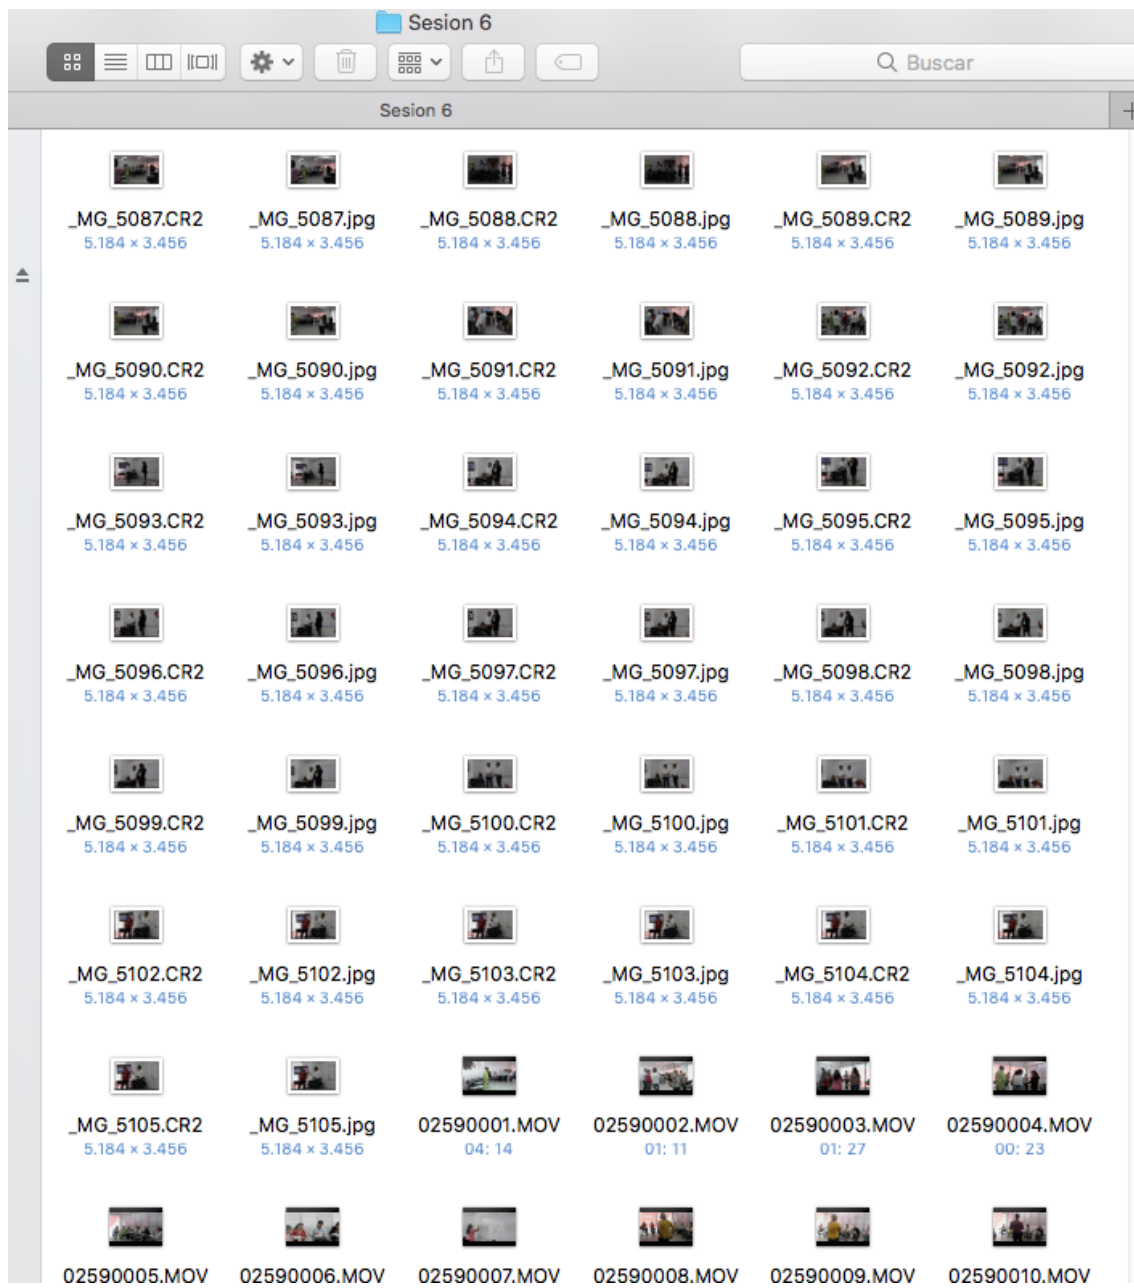 Sesion 6
Buscar
Sesion 6
_MG_5087.CR2 _MG_5087.jpg _MG_5088.CR2 _MG_5088.jpg _MG_5089.CR2 _MG_5089.jpg
5.184 × 3.456 5.184 × 3.456 5.184 × 3.456 5.184 × 3.456 5.184 × 3.456 5.184 × 3.456
_MG_5090.CR2 _MG_5090.jpg _MG_5091.CR2 _MG_5091.jpg _MG_5092.CR2 _MG_5092.jpg
5.184 × 3.456 5.184 × 3.456 5.184 × 3.456 5.184 × 3.456 5.184 × 3.456 5.184 × 3.456
_MG_5093.CR2 _MG_5093.jpg _MG_5094.CR2 _MG_5094.jpg _MG_5095.CR2 _MG_5095.jpg
5.184 × 3.456 5.184 × 3.456 5.184 × 3.456 5.184 × 3.456 5.184 × 3.456 5.184 × 3.456
_MG_5096.CR2 _MG_5096.jpg _MG_5097.CR2 _MG_5097.jpg _MG_5098.CR2 _MG_5098.jpg
5.184 × 3.456 5.184 × 3.456 5.184 × 3.456 5.184 × 3.456 5.184 × 3.456 5.184 × 3.456
_MG_5099.CR2 _MG_5099.jpg _MG_5100.CR2 _MG_5100.jpg _MG_5101.CR2 _MG_5101.jpg
5.184 × 3.456 5.184 × 3.456 5.184 × 3.456 5.184 × 3.456 5.184 × 3.456 5.184 × 3.456
_MG_5102.CR2 _MG_5102.jpg _MG_5103.CR2 _MG_5103.jpg _MG_5104.CR2 _MG_5104.jpg
5.184 × 3.456 5.184 × 3.456 5.184 × 3.456 5.184 × 3.456 5.184 × 3.456 5.184 × 3.456
_MG_5105.CR2 _MG_5105.jpg 02590001.MOV 02590002.MOV 02590003.MOV 02590004.MOV
5.184 × 3.456 5.184 × 3.456 04: 14 01: 11 01: 27 00: 23
02590005.MOV 02590006.MOV 02590007.MOV 02590008.MOV 02590009.MOV 02590010.MOV